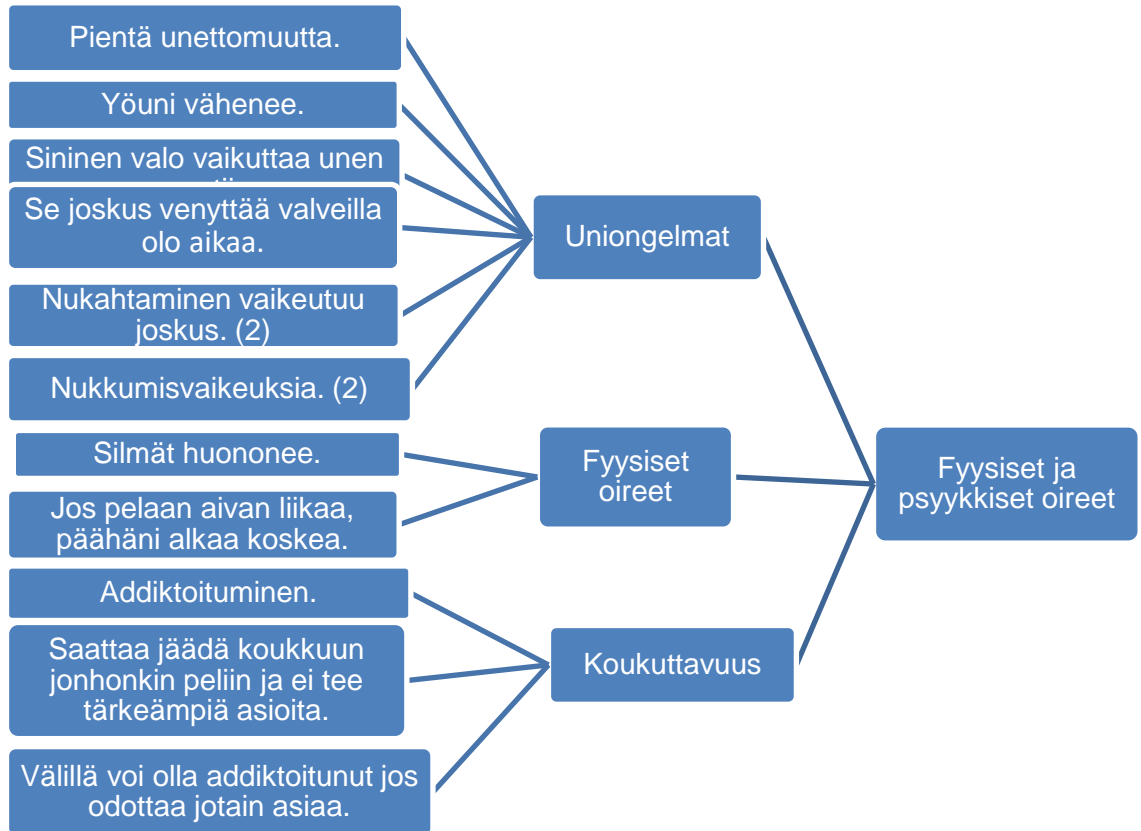 Pientä unettomuutta.
Yöuni vähenee.
Sininen valo vaikuttaa unen
Se joskus venyttää valveilla
olo aikaa.
Nukahtaminen vaikeutuu
joskus. (2)
Nukkumisvaikeuksia. (2)
Silmät huononee.
Jos pelaan aivan liikaa,
päähäni alkaa koskea.
Addiktoituminen.
Saattaa jäädä koukkuun
jonhonkin peliin ja ei tee
tärkeämpiä asioita.
Välillä voi olla addiktoitunut jos
odottaa jotain asiaa.
Uniongelmat
Fyysiset
oireet
Koukuttavuus
Fyysiset ja
psyykkiset oireet